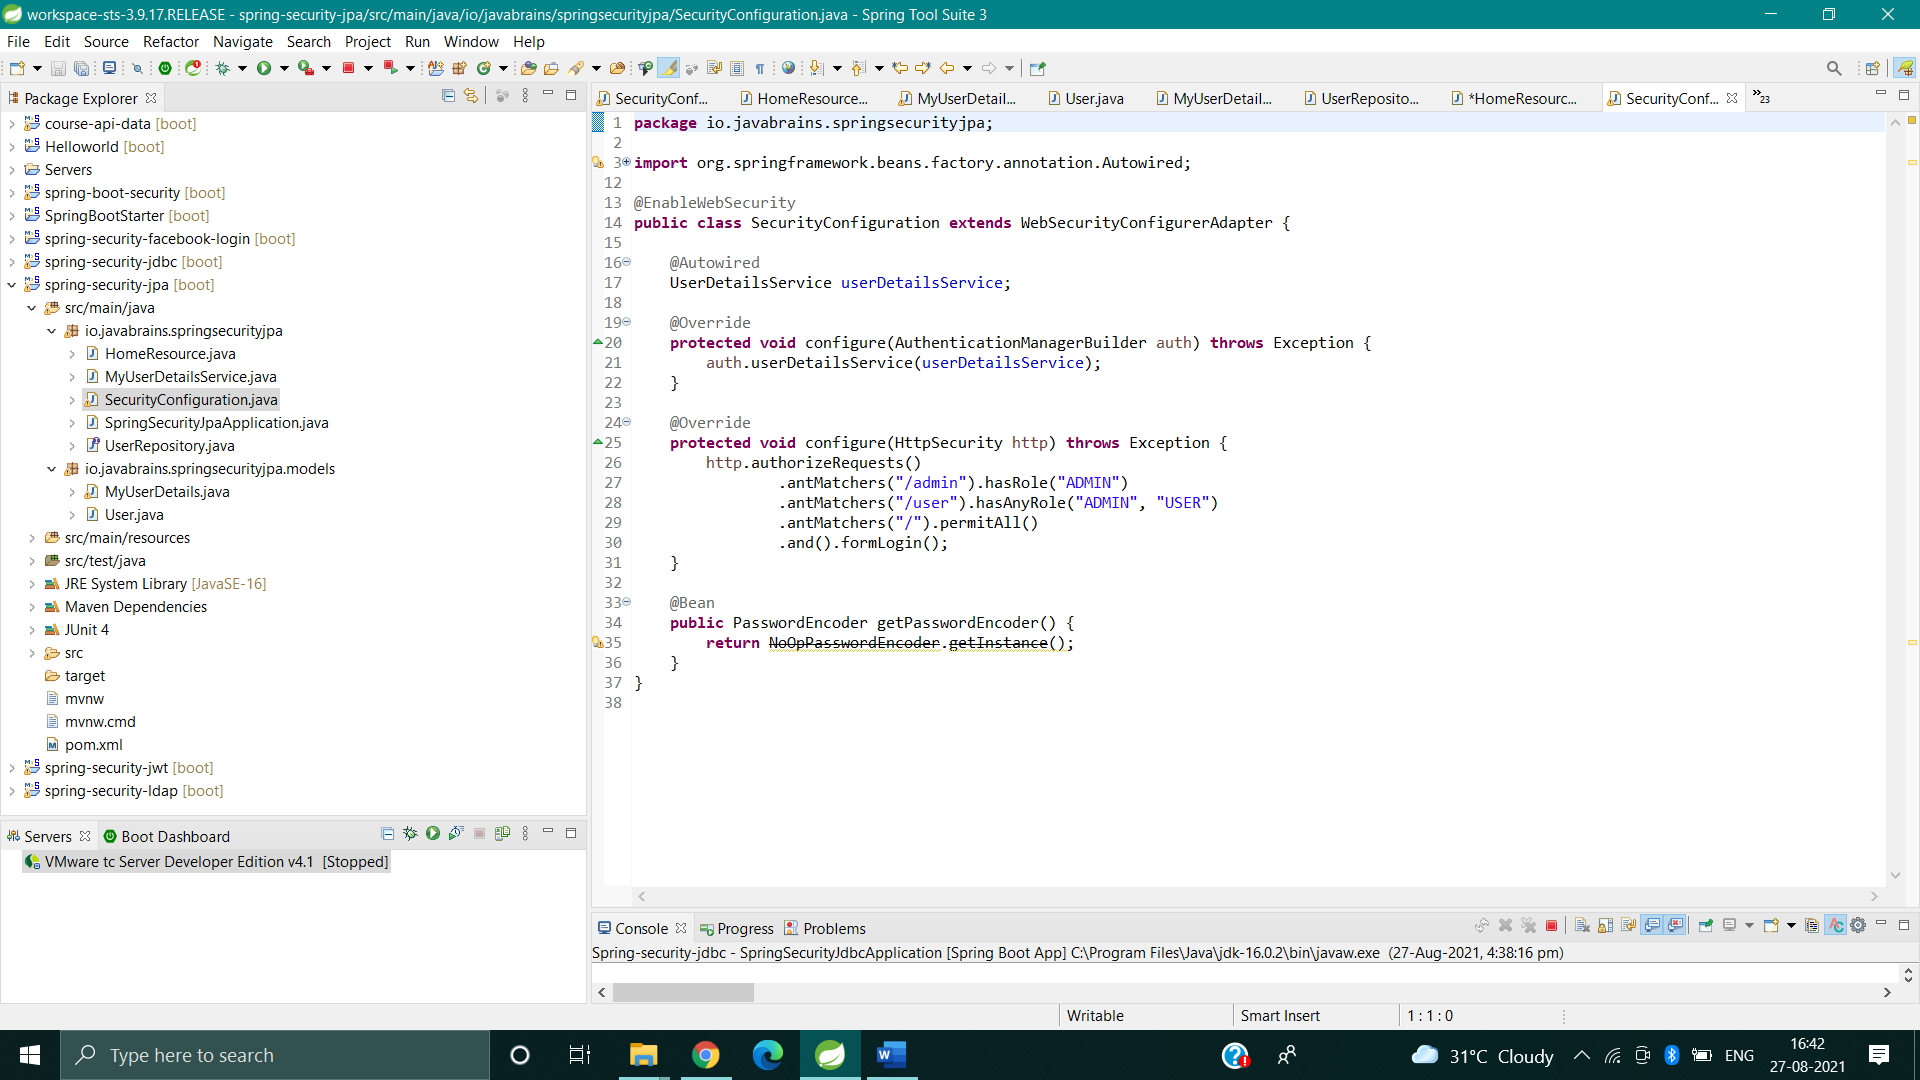 workspace-sts-3.9.17.RELEASE - spring-security-jpa/src/main/java/io/javabrains/springsecurityjpa/SecurityConfiguration.java - Spring Tool Suite 3
File Edit Source Refactor Navigate Search Project Run Window Help
Package Explorer
course-api-data [boot]
Helloworld [boot]
Servers
spring-boot-security [boot]
SpringBootStarter [boot]
spring-security-facebook-login [boot]
spring-security-jdbc [boot]
spring-security-jpa [boot]
src/main/java
io.javabrains.springsecurityjpa
HomeResource.java
MyUserDetailsService.java
SecurityConfiguration.java
SpringSecurityJpaApplication.java
UserRepository.java
io.javabrains.springsecurityjpa.models
MyUserDetails.java
User.java
src/main/resources
src/test/java
JRE System Library [JavaSE-16]
Maven Dependencies
JUnit 4
src
target
mvnw
mvnw.cmd
pom.xml
spring-security-jwt [boot]
spring-security-ldap [boot]
Servers Boot Dashboard
VMware tc Server Developer Edition v4.1 [Stopped]
SecurityConf... HomeResource... MyUserDetail... User.java MyUserDetail... UserReposito... *HomeResourc... SecurityConf... 23
1 package io.javabrains.springsecurityjpa;
2
3 import org.springframework.beans.factory.annotation.Autowired;
12
13 @EnableWebSecurity
14 public class SecurityConfiguration extends WebSecurityConfigurerAdapter {
15
16 @Autowired
17 UserDetailsService userDetailsService;
18
19 @Override
20 protected void configure(AuthenticationManagerBuilder auth) throws Exception {
21 auth.userDetailsService(userDetailsService);
22 }
23
24 @Override
25 protected void configure(HttpSecurity http) throws Exception {
26 http.authorizeRequests()
27 .antMatchers("/admin").hasRole("ADMIN")
28 .antMatchers("/user").hasAnyRole("ADMIN", "USER")
29 .antMatchers("/").permitAll()
30 .and().formLogin();
31 }
32
33 @Bean
34 public PasswordEncoder getPasswordEncoder() {
35 return NoOpPasswordEncoder.getInstance();
36 }
37 }
38
Console Progress Problems
Spring-security-jdbc - SpringSecurityJdbcApplication [Spring Boot App] C:\Program Files\Java\jdk-16.0.2\bin\javaw.exe (27-Aug-2021, 4:38:16 pm)
Writable Smart Insert 1 : 1 : 0
Type here to search
31°C Cloudy ENG
16:42
27-08-2021